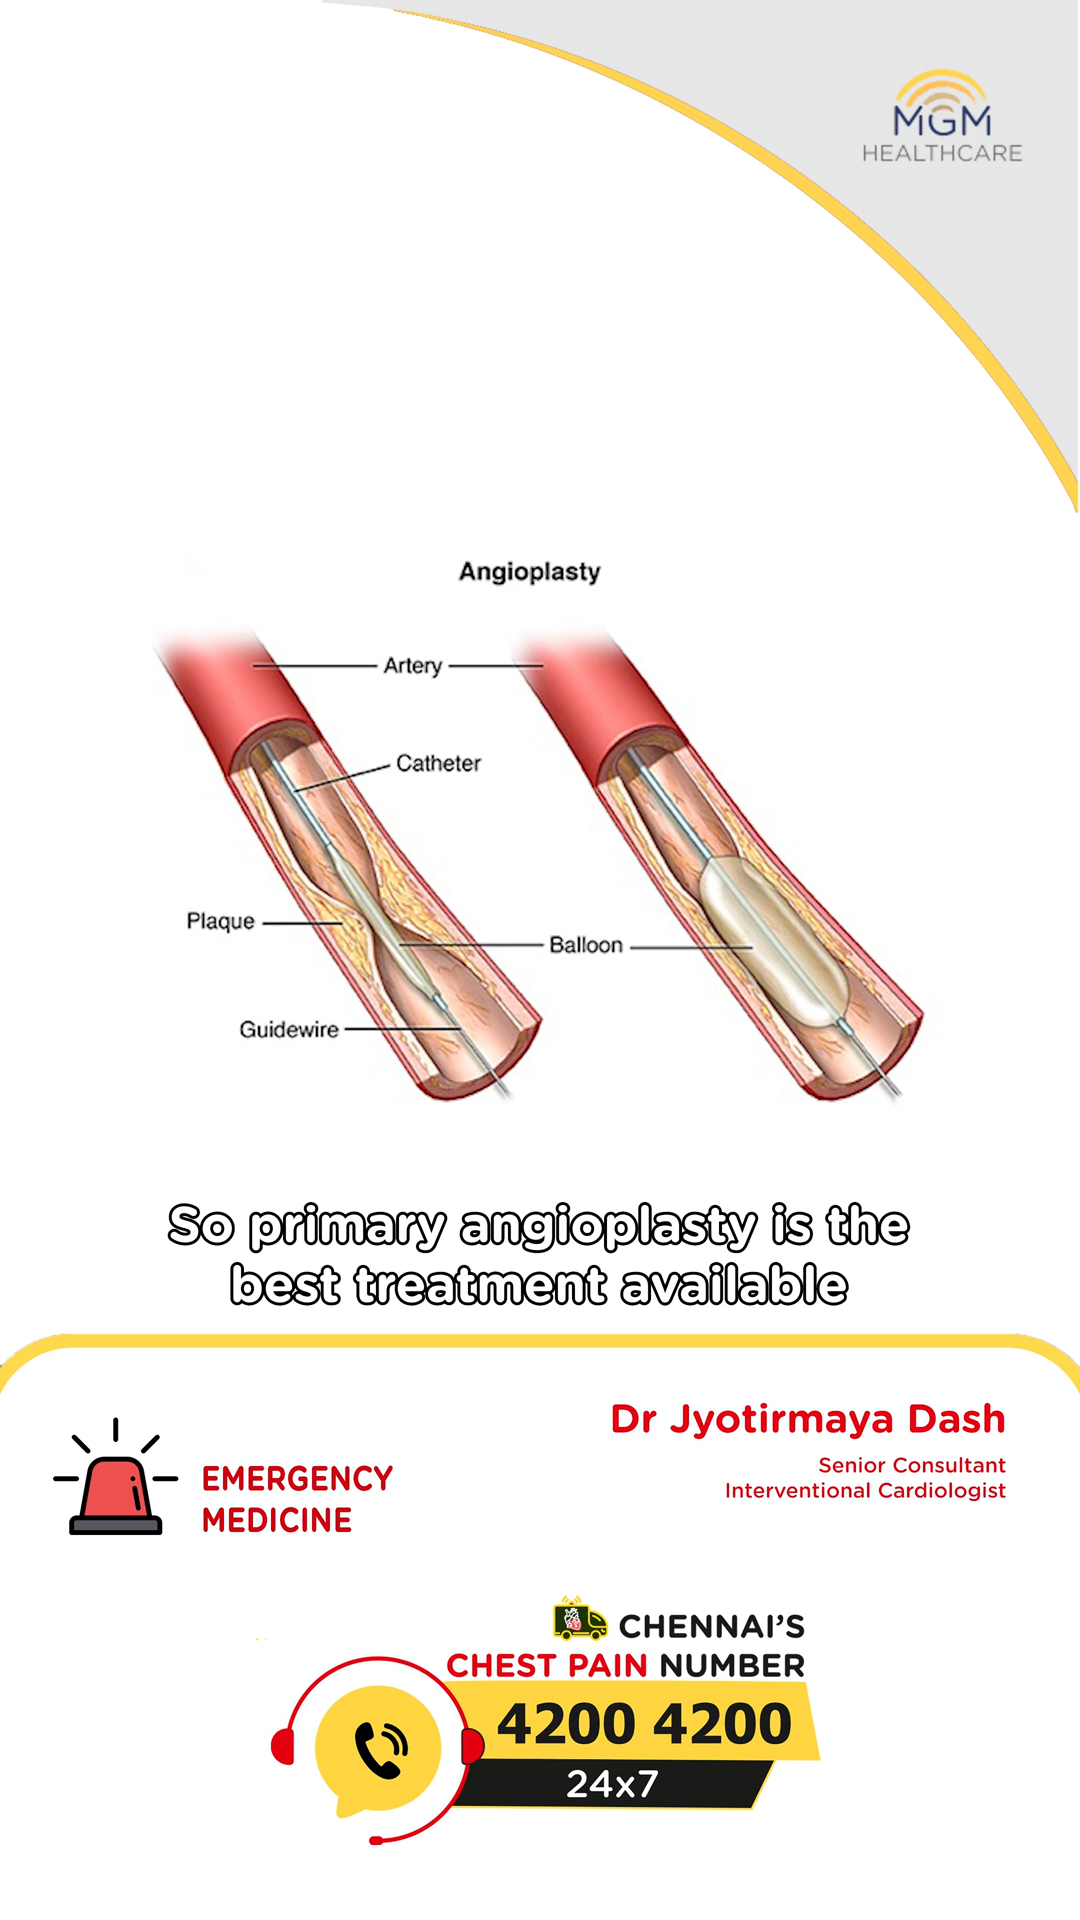 MGM
HEALTHCARE
Angioplasty
Artery
Catheter
Plaque
Balloon
Guidewire
So primary angioplasty is the
best treatment available
EMERGENCY
MEDICINE
Dr Jyotirmaya Dash
Senior Consultant
Interventional Cardiologist
CHENNAI'S
CHEST PAIN NUMBER
4200 4200
24x7